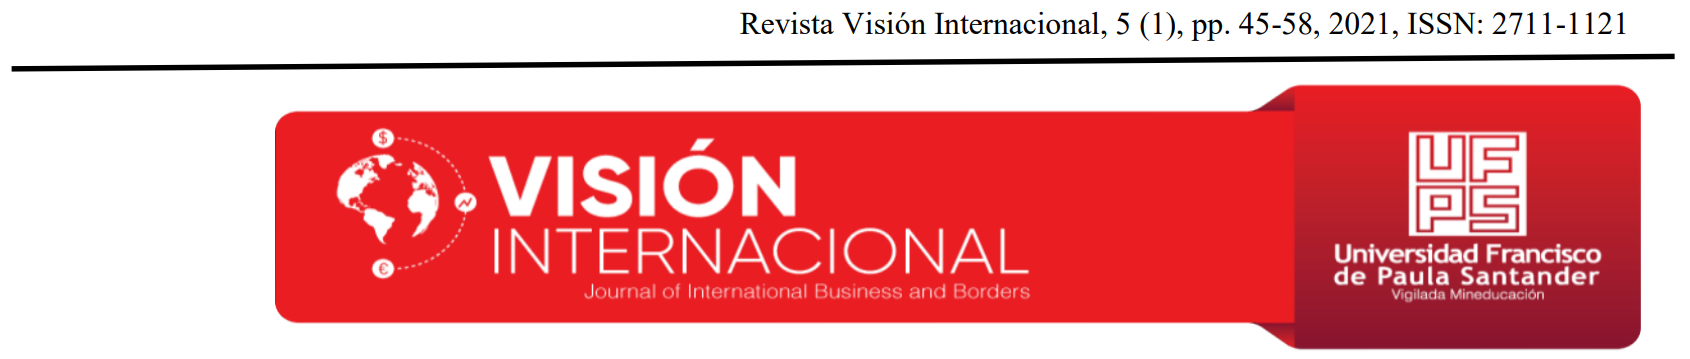 Revista Visión Internacional, 5 (1), pp. 45-58, 2021, ISSN: 2711-1121
$
€
VISIÓN
INTERNACIONAL
Journal of International Business and Borders
UF
PS
Universidad Francisco
de Paula Santander
Vigilada Mineducación